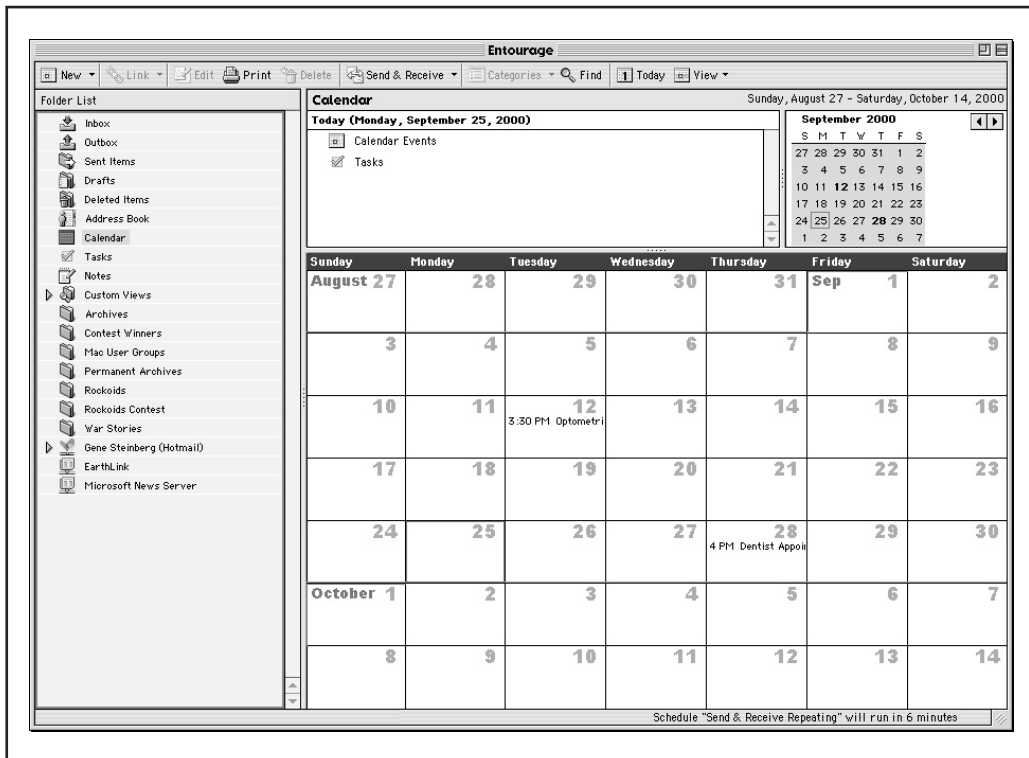 Entourage
New Link Edit Print Delete Send & Receive Categories Find Today View
Folder List
Inbox
Outbox
Sent Items
Drafts
Deleted Items
Address Book
Calendar
Tasks
Notes
Custom Views
Archives
Contest Winners
Mac User Groups
Permanent Archives
Rockoids
Rockoids Contest
War Stories
Gene Steinberg (Hotmail)
EarthLink
Microsoft News Server
Calendar Sunday, August 27 - Saturday, October 14, 2000
Today (Monday, September 25, 2000)
Calendar Events
Tasks
September 2000
S M T W T F S
27 28 29 30 31 1 2
3 4 5 6 7 8 9
10 11 12 13 14 15 16
17 18 19 20 21 22 23
24 25 26 27 28 29 30
1 2 3 4 5 6 7
Sunday Monday Tuesday Wednesday Thursday Friday Saturday
August 27 28 29 30 31 Sep 1 2
3 4 5 6 7 8 9
10 11 12 13 14 15 16
3:30 PM Optometri
17 18 19 20 21 22 23
24 25 26 27 28 29 30
4 PM Dentist Appoi
October 1 2 3 4 5 6 7
8 9 10 11 12 13 14
Schedule "Send & Receive Repeating" will run in 6 minutes